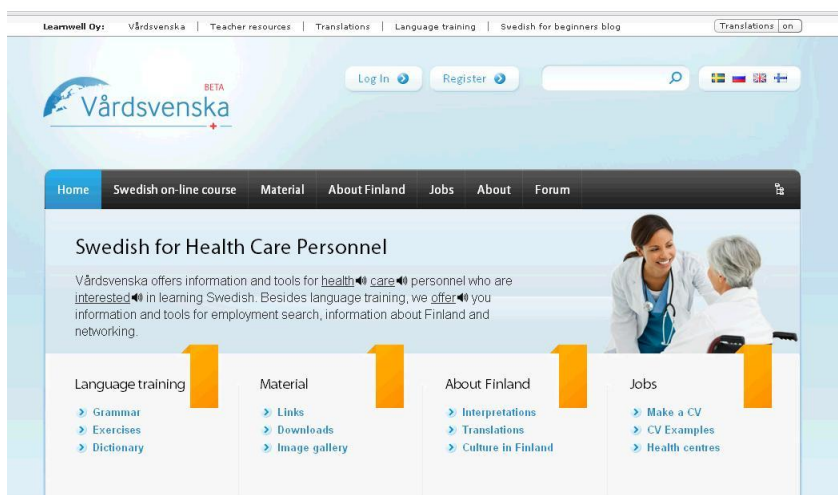 Learnwell Oy: Vårdsvenska | Teacher resources | Translations | Language training | Swedish for beginners blog Translations on
Log In Register
BETA
Vårdsvenska
Home Swedish on-line course Material About Finland Jobs About Forum
Swedish for Health Care Personnel
Vårdsvenska offers information and tools for health care personnel who are
interested in learning Swedish. Besides language training, we offer you
information and tools for employment search, information about Finland and
networking.
Language training
Grammar
Exercises
Dictionary
Material
Links
Downloads
Image gallery
About Finland
Interpretations
Translations
Culture in Finland
Jobs
Make a CV
CV Examples
Health centres